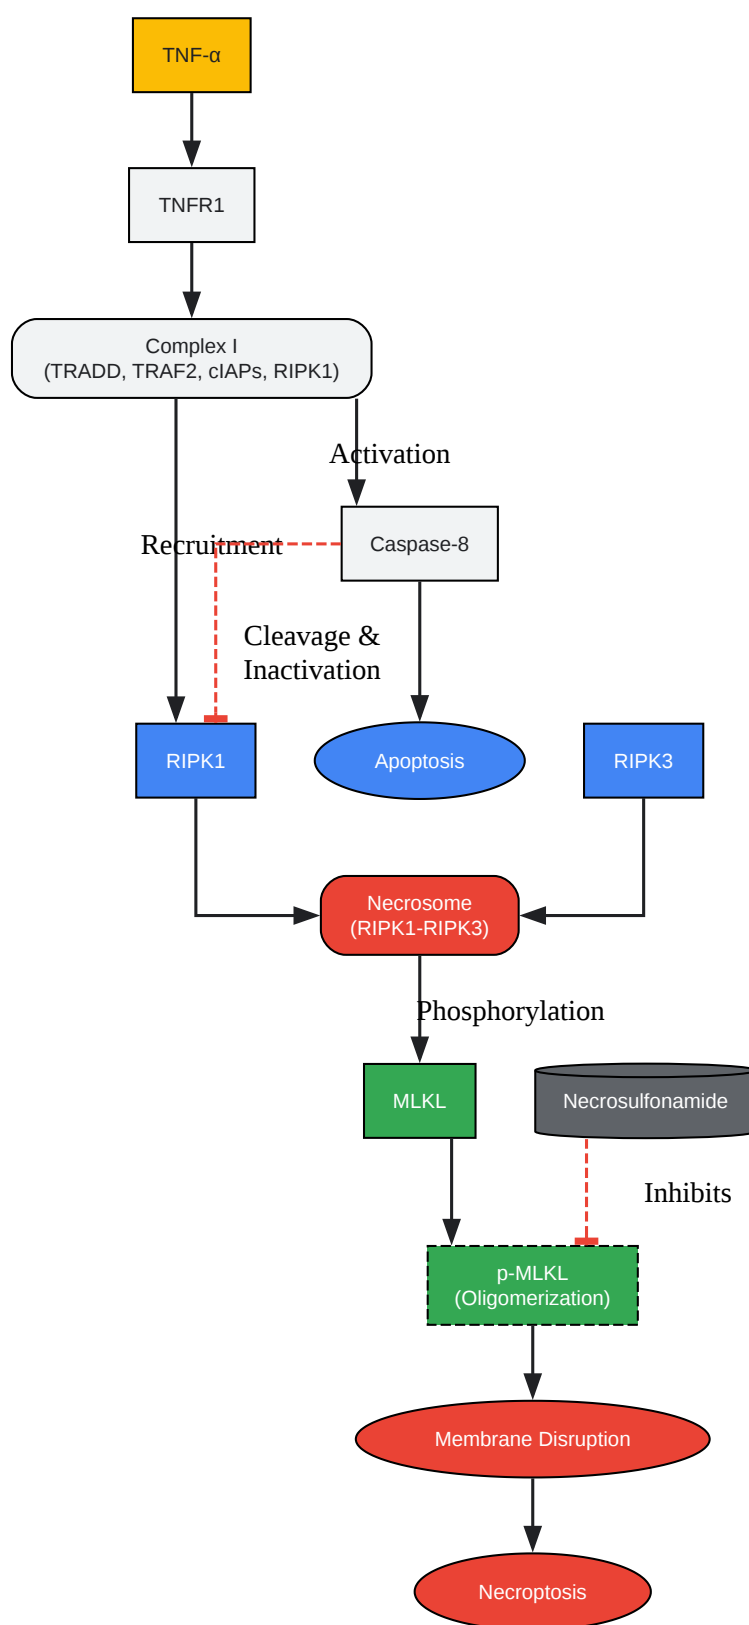 TNF-α
TNFR1
Complex I
(TRADD, TRAF2, cIAPs, RIPK1)
Activation
Recruitment
Caspase-8
Cleavage &
Inactivation
RIPK1
Apoptosis
RIPK3
Necrosome
(RIPK1-RIPK3)
Phosphorylation
MLKL
Necrosulfonamide
Inhibits
p-MLKL
(Oligomerization)
Membrane Disruption
Necroptosis